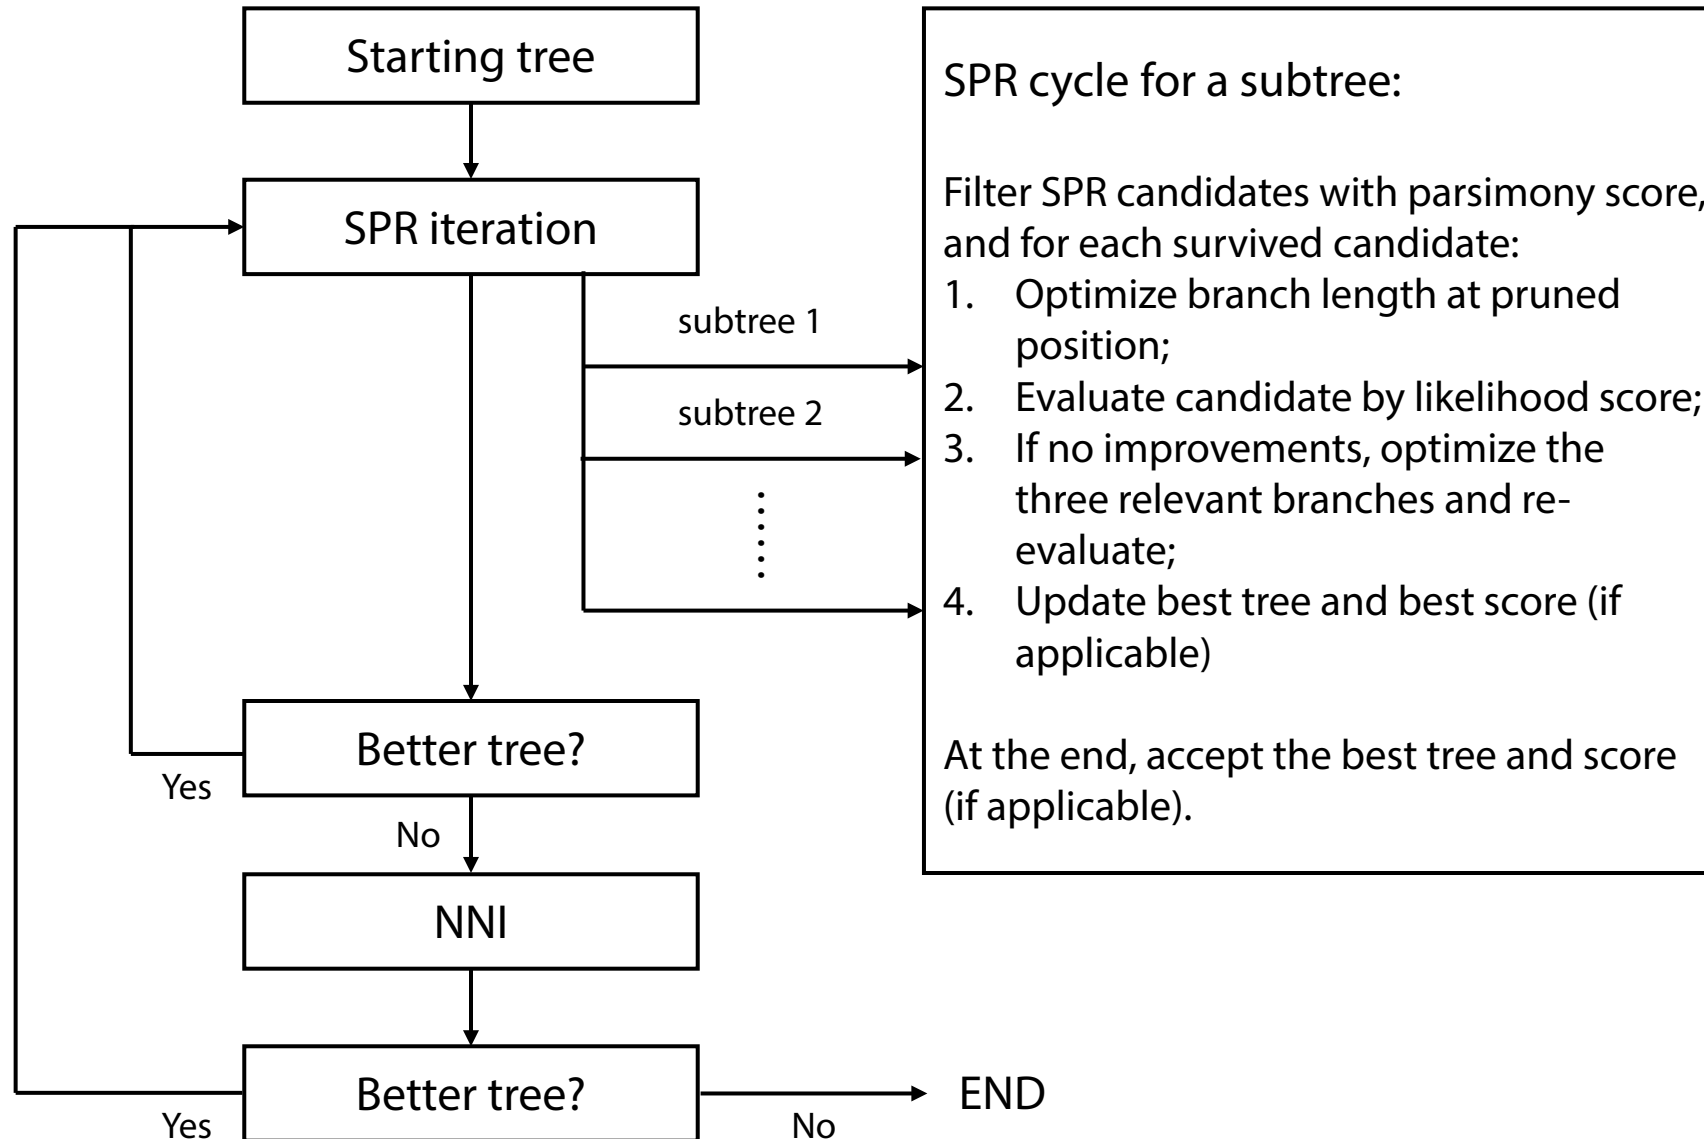 Starting tree
SPR iteration
subtree 1
subtree 2
Better tree?
Yes
No
NNI
Better tree?
Yes
No
END
SPR cycle for a subtree:
Filter SPR candidates with parsimony score,
and for each survived candidate:
1. Optimize branch length at pruned
position;
2. Evaluate candidate by likelihood score;
3. If no improvements, optimize the
three relevant branches and re-
evaluate;
4. Update best tree and best score (if
applicable)
At the end, accept the best tree and score
(if applicable).